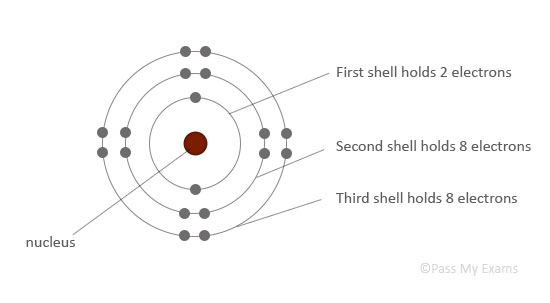 First shell holds 2 electrons
Second shell holds 8 electrons
Third shell holds 8 electrons
nucleus
©Pass My Exams